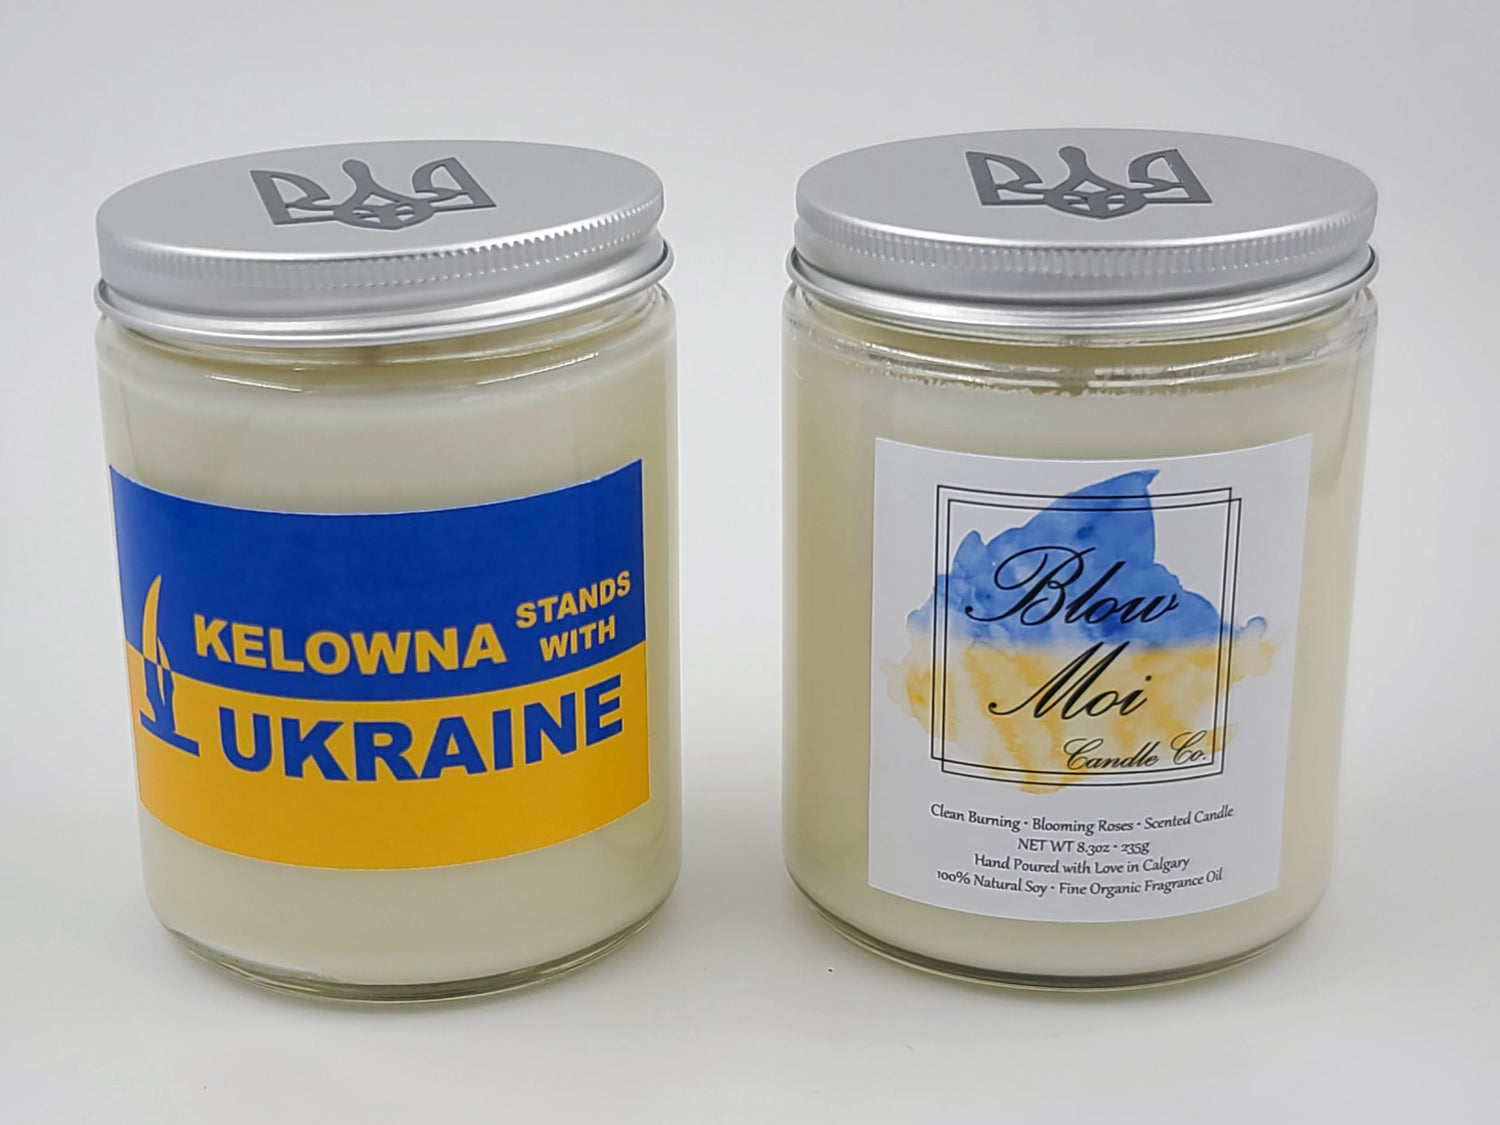 KELOWNA STANDS WITH
UKRAINE
Blow
Moi
Candle Co.
Clean Burning • Blooming Roses • Scented Candle
NET WT 8.3oz • 235g
Hand Poured with Love in Calgary
100% Natural Soy • Fine Organic Fragrance Oil